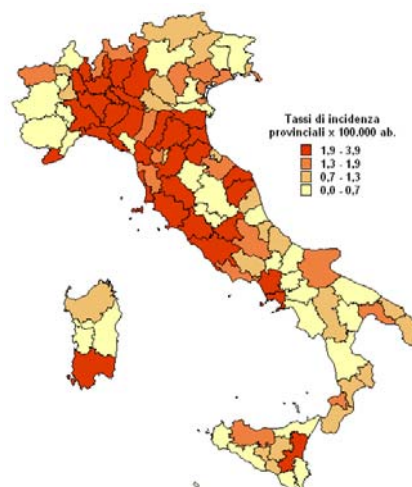 Tassi di incidenza
provinciali x 100.000 ab.
1,9 - 3,9
1,3 - 1,9
0,7 - 1,3
0,0 - 0,7